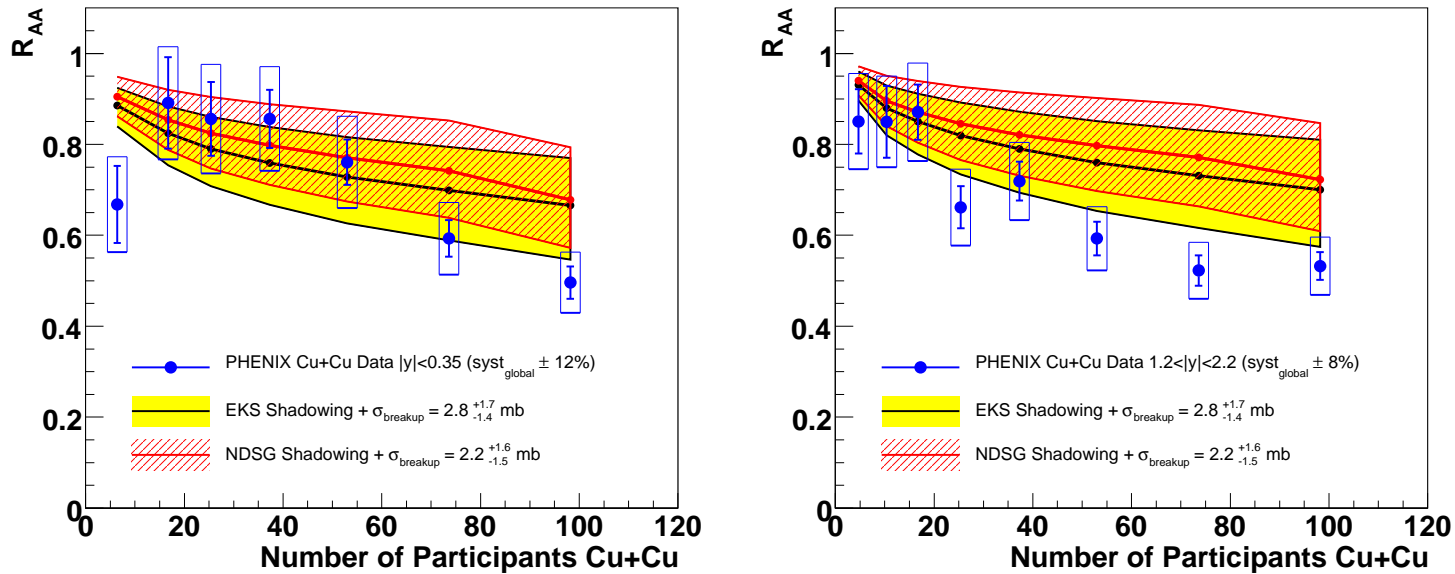 R_AA
1
0.8
0.6
0.4
0.2
0
0 20 40 60 80 100 120
Number of Participants Cu+Cu
PHENIX Cu+Cu Data |y|<0.35 (syst_global ± 12%)
EKS Shadowing + σ_breakup = 2.8 +1.7 -1.4 mb
NDSG Shadowing + σ_breakup = 2.2 +1.6 -1.5 mb
R_AA
1
0.8
0.6
0.4
0.2
0
0 20 40 60 80 100 120
Number of Participants Cu+Cu
PHENIX Cu+Cu Data 1.2<|y|<2.2 (syst_global ± 8%)
EKS Shadowing + σ_breakup = 2.8 +1.7 -1.4 mb
NDSG Shadowing + σ_breakup = 2.2 +1.6 -1.5 mb